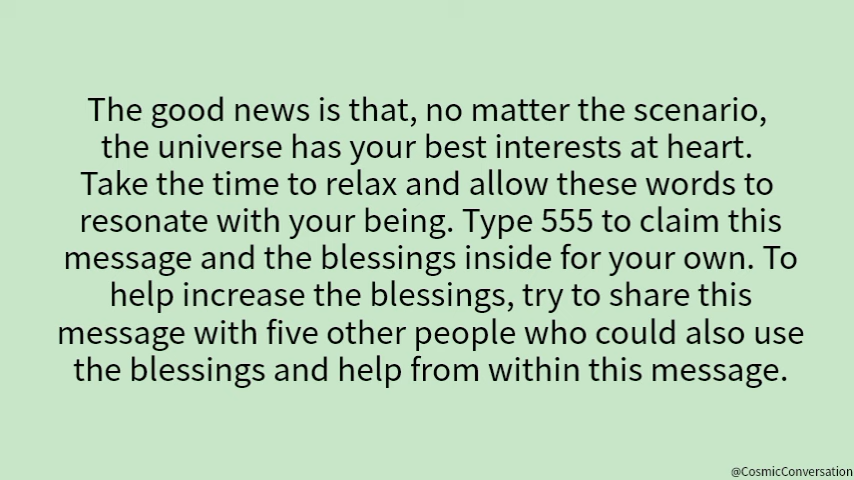 The good news is that, no matter the scenario,
the universe has your best interests at heart.
Take the time to relax and allow these words to
resonate with your being. Type 555 to claim this
message and the blessings inside for your own. To
help increase the blessings, try to share this
message with five other people who could also use
the blessings and help from within this message.
@CosmicConversation